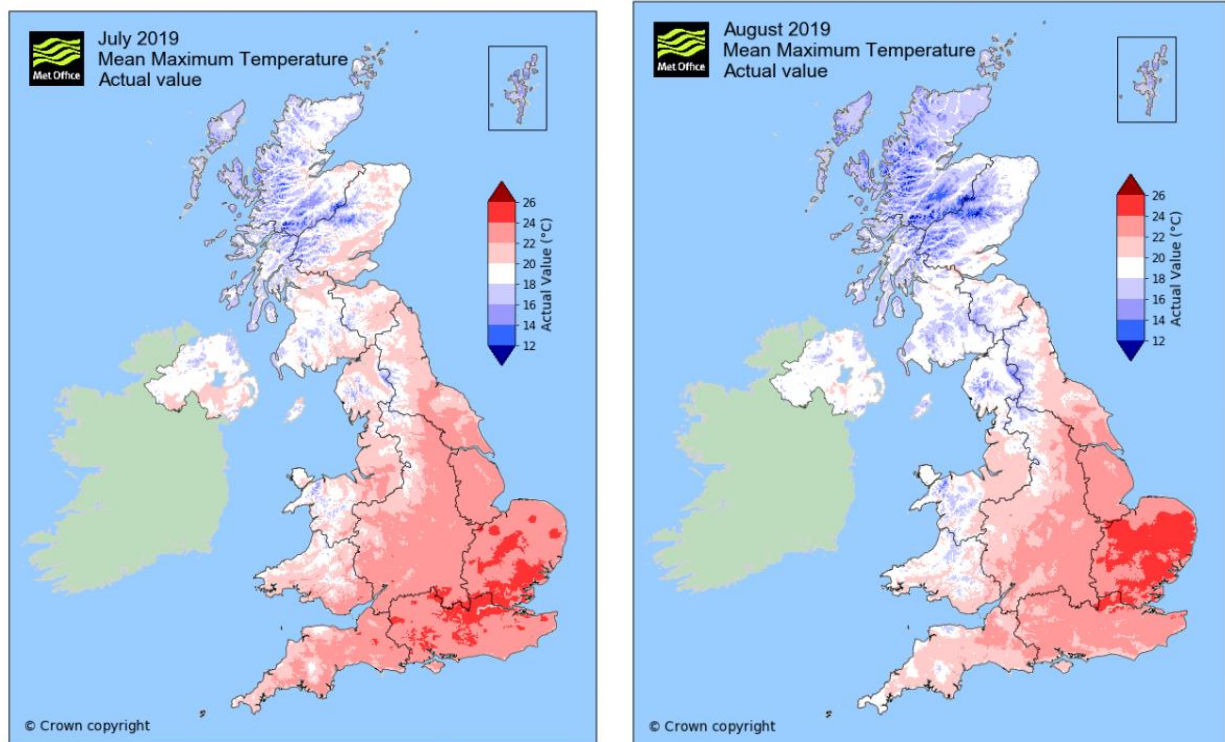 Met Office
July 2019
Mean Maximum Temperature
Actual value
26
24
22
20
18
16
14
12
Actual Value (°C)
© Crown copyright
Met Office
August 2019
Mean Maximum Temperature
Actual value
26
24
22
20
18
16
14
12
Actual Value (°C)
© Crown copyright